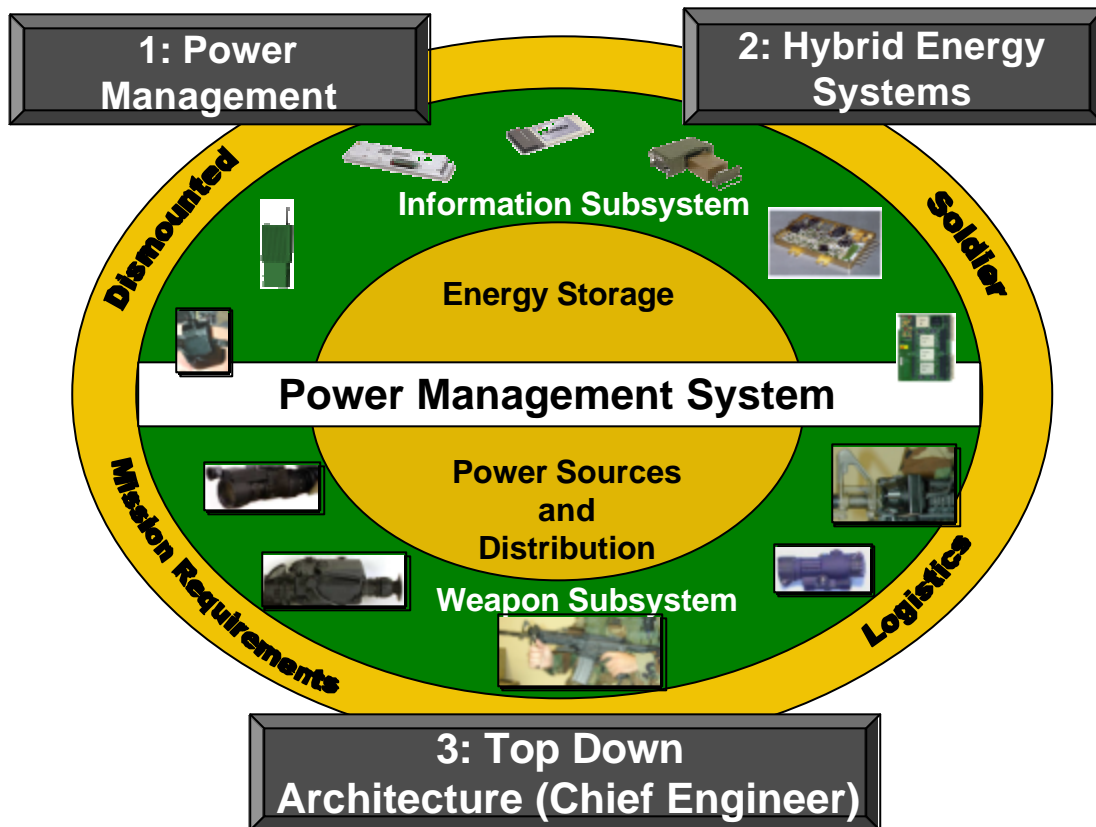 1: Power
Management
2: Hybrid Energy
Systems
Dismounted
Soldier
Information Subsystem
Energy Storage
Power Management System
Power Sources
and
Distribution
Weapon Subsystem
Mission Requirements
Logistics
3: Top Down
Architecture (Chief Engineer)